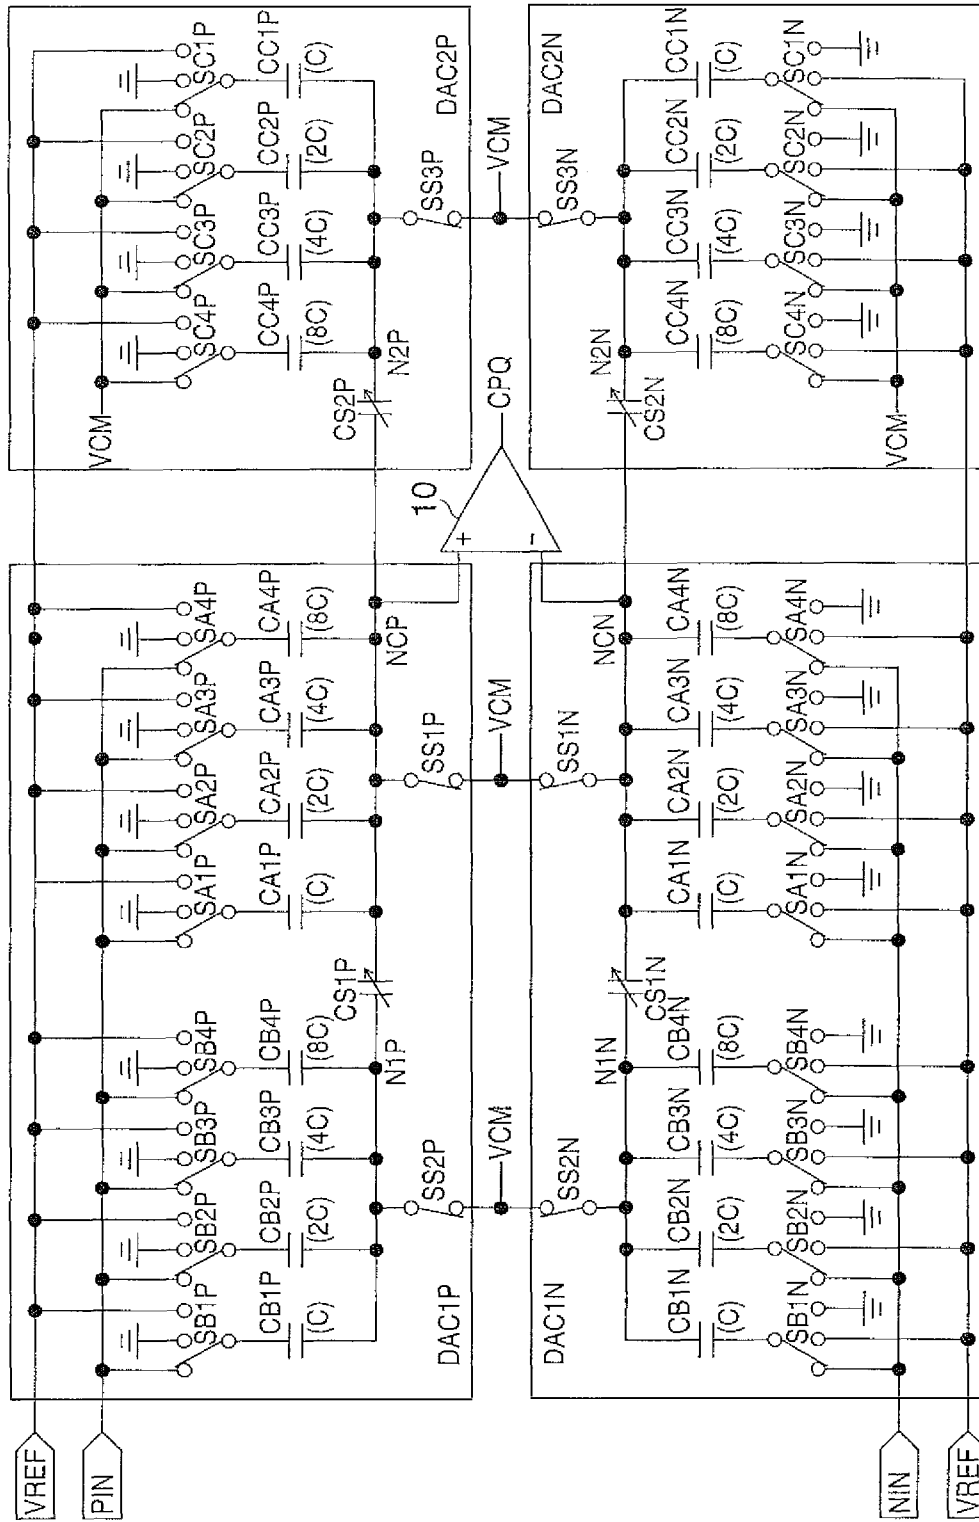 VREF
PIN
SB1P SB2P SB3P SB4P SA1P SA2P SA3P SA4P
CB1P CB2P CB3P CB4P CA1P CA2P CA3P CA4P
(C) (2C) (4C) (8C) (C) (2C) (4C) (8C)
CS1P
N1P
NCP
SS2P
SS1P
DAC1P
VCM
VCM
VCM
SC4P SC3P SC2P SC1P
CC4P CC3P CC2P CC1P
(8C) (4C) (2C) (C)
CS2P
N2P
SS3P
DAC2P
VCM
10
+
-
CPQ
DAC1N
SS2N
SS1N
N1N
CS1N
NCN
CB1N CB2N CB3N CB4N CA1N CA2N CA3N CA4N
(C) (2C) (4C) (8C) (C) (2C) (4C) (8C)
SB1N SB2N SB3N SB4N SA1N SA2N SA3N SA4N
DAC2N
SS3N
N2N
CS2N
CC4N CC3N CC2N CC1N
(8C) (4C) (2C) (C)
SC4N SC3N SC2N SC1N
VCM
NIN
VREF